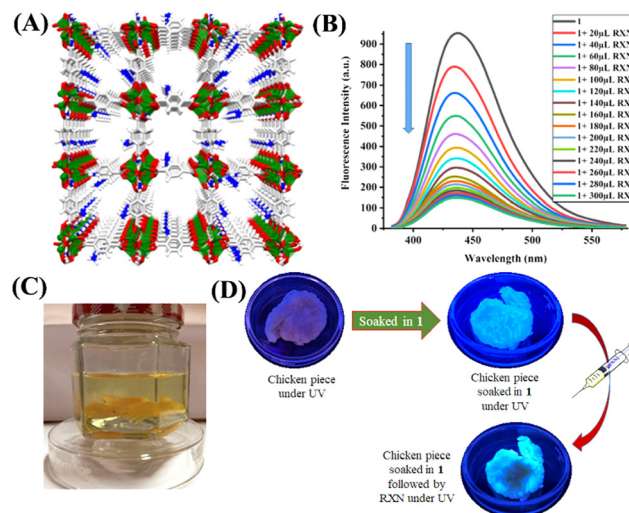 (A)
(B)
Fluorescence Intensity (a.u.)
900
800
700
600
500
400
300
200
100
0
400
450
500
550
Wavelength (nm)
1
1+ 20µL RXN
1+ 40µL RXN
1+ 60µL RXN
1+ 80µL RXN
1+ 100µL RXN
1+ 120µL RXN
1+ 140µL RXN
1+ 160µL RXN
1+ 180µL RXN
1+ 200µL RXN
1+ 220µL RXN
1+ 240µL RXN
1+ 260µL RXN
1+ 280µL RXN
1+ 300µL RXN
(C)
(D)
Soaked in 1
Chicken piece
under UV
Chicken piece
soaked in 1
under UV
Chicken piece
soaked in 1
followed by
RXN under UV